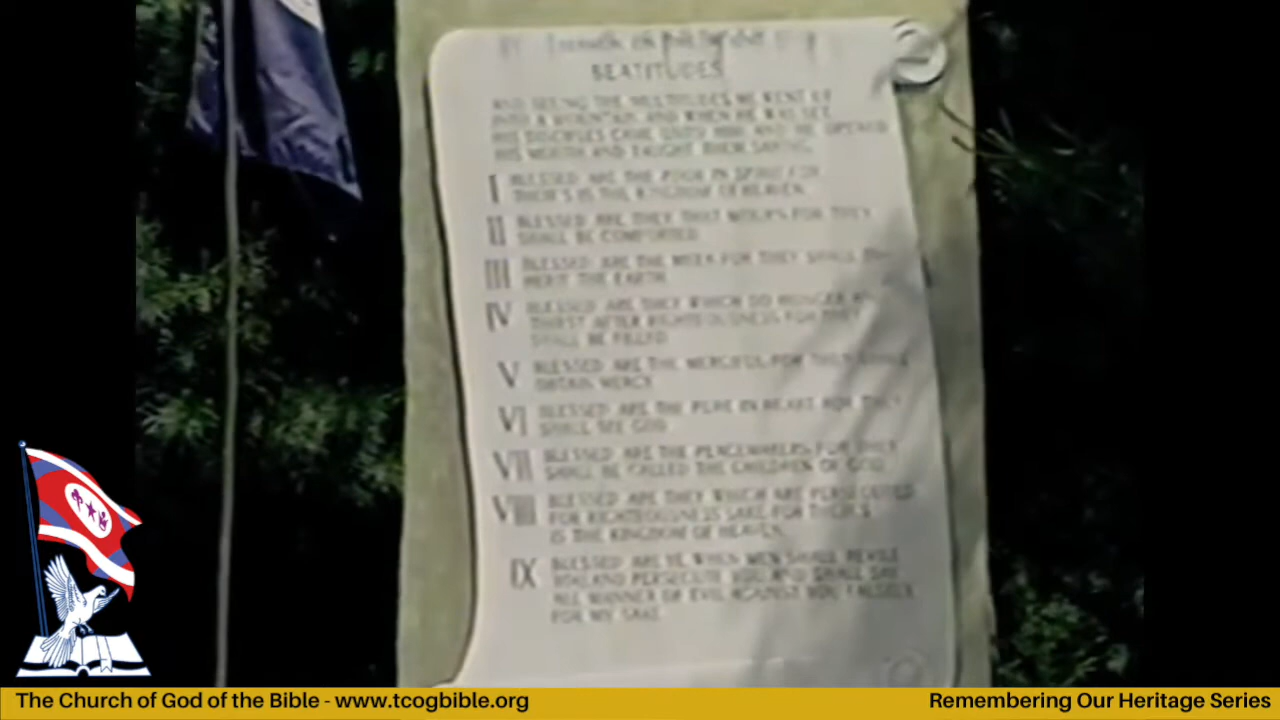 BEATITUDES
AND SEEING THE MULTITUDES HE WENT UP
INTO A MOUNTAIN AND WHEN HE WAS SET
HIS DISCIPLES CAME UNTO HIM AND HE OPENED
HIS MOUTH AND TAUGHT THEM SAYING
I BLESSED ARE THE POOR IN SPIRIT FOR
THEIR'S IS THE KINGDOM OF HEAVEN
II BLESSED ARE THEY THAT MOURN FOR THEY
SHALL BE COMFORTED
III BLESSED ARE THE MEEK FOR THEY SHALL IN-
HERIT THE EARTH
IV BLESSED ARE THEY WHICH DO HUNGER
THIRST AFTER RIGHTEOUSNESS FOR THEY
SHALL BE FILLED
V BLESSED ARE THE MERCIFUL FOR THEY SHALL
OBTAIN MERCY
VI BLESSED ARE THE PURE IN HEART FOR THEY
SHALL SEE GOD
VII BLESSED ARE THE PEACEMAKERS FOR THEY
SHALL BE CALLED THE CHILDREN OF GOD
VIII BLESSED ARE THEY WHICH ARE PERSECUTED
FOR RIGHTEOUSNESS SAKE FOR THEIR'S
IS THE KINGDOM OF HEAVEN
IX BLESSED ARE YE WHEN MEN SHALL REVILE
YOU AND PERSECUTE YOU AND SHALL SAY
ALL MANNER OF EVIL AGAINST YOU FALSELY
FOR MY SAKE
The Church of God of the Bible - www.tcogbible.org
Remembering Our Heritage Series